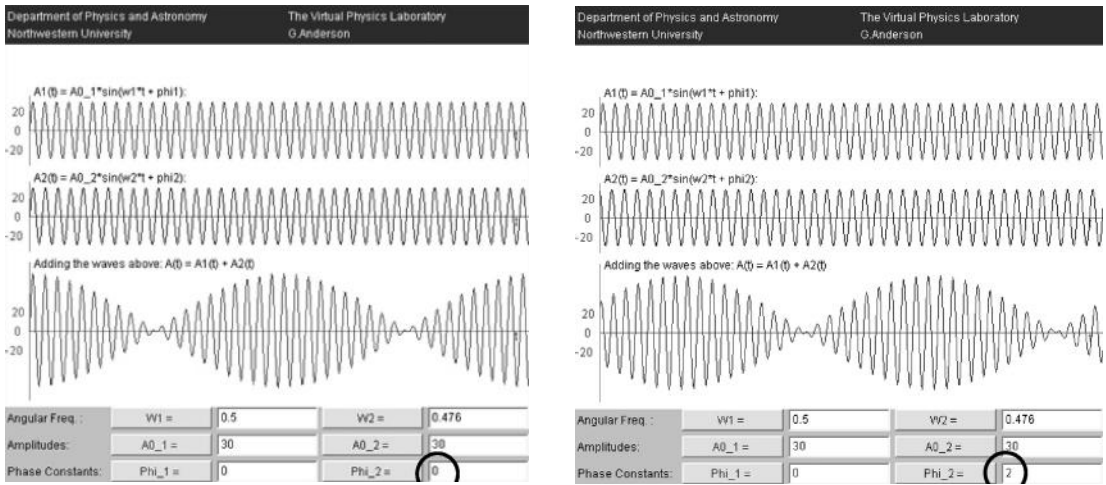 Department of Physics and Astronomy The Virtual Physics Laboratory
Northwestern University G.Anderson
A1(t) = A0_1*sin(w1*t + phi1):
20
0
-20
A2(t) = A0_2*sin(w2*t + phi2):
20
0
-20
Adding the waves above: A(t) = A1(t) + A2(t)
20
0
-20
Angular Freq. : W1 = 0.5 W2 = 0.476
Amplitudes: A0_1 = 30 A0_2 = 30
Phase Constants: Phi_1 = 0 Phi_2 = 0
Department of Physics and Astronomy The Virtual Physics Laboratory
Northwestern University G.Anderson
A1(t) = A0_1*sin(w1*t + phi1):
20
0
-20
A2(t) = A0_2*sin(w2*t + phi2):
20
0
-20
Adding the waves above: A(t) = A1(t) + A2(t)
20
0
-20
Angular Freq. : W1 = 0.5 W2 = 0.476
Amplitudes: A0_1 = 30 A0_2 = 30
Phase Constants: Phi_1 = 0 Phi_2 = 2